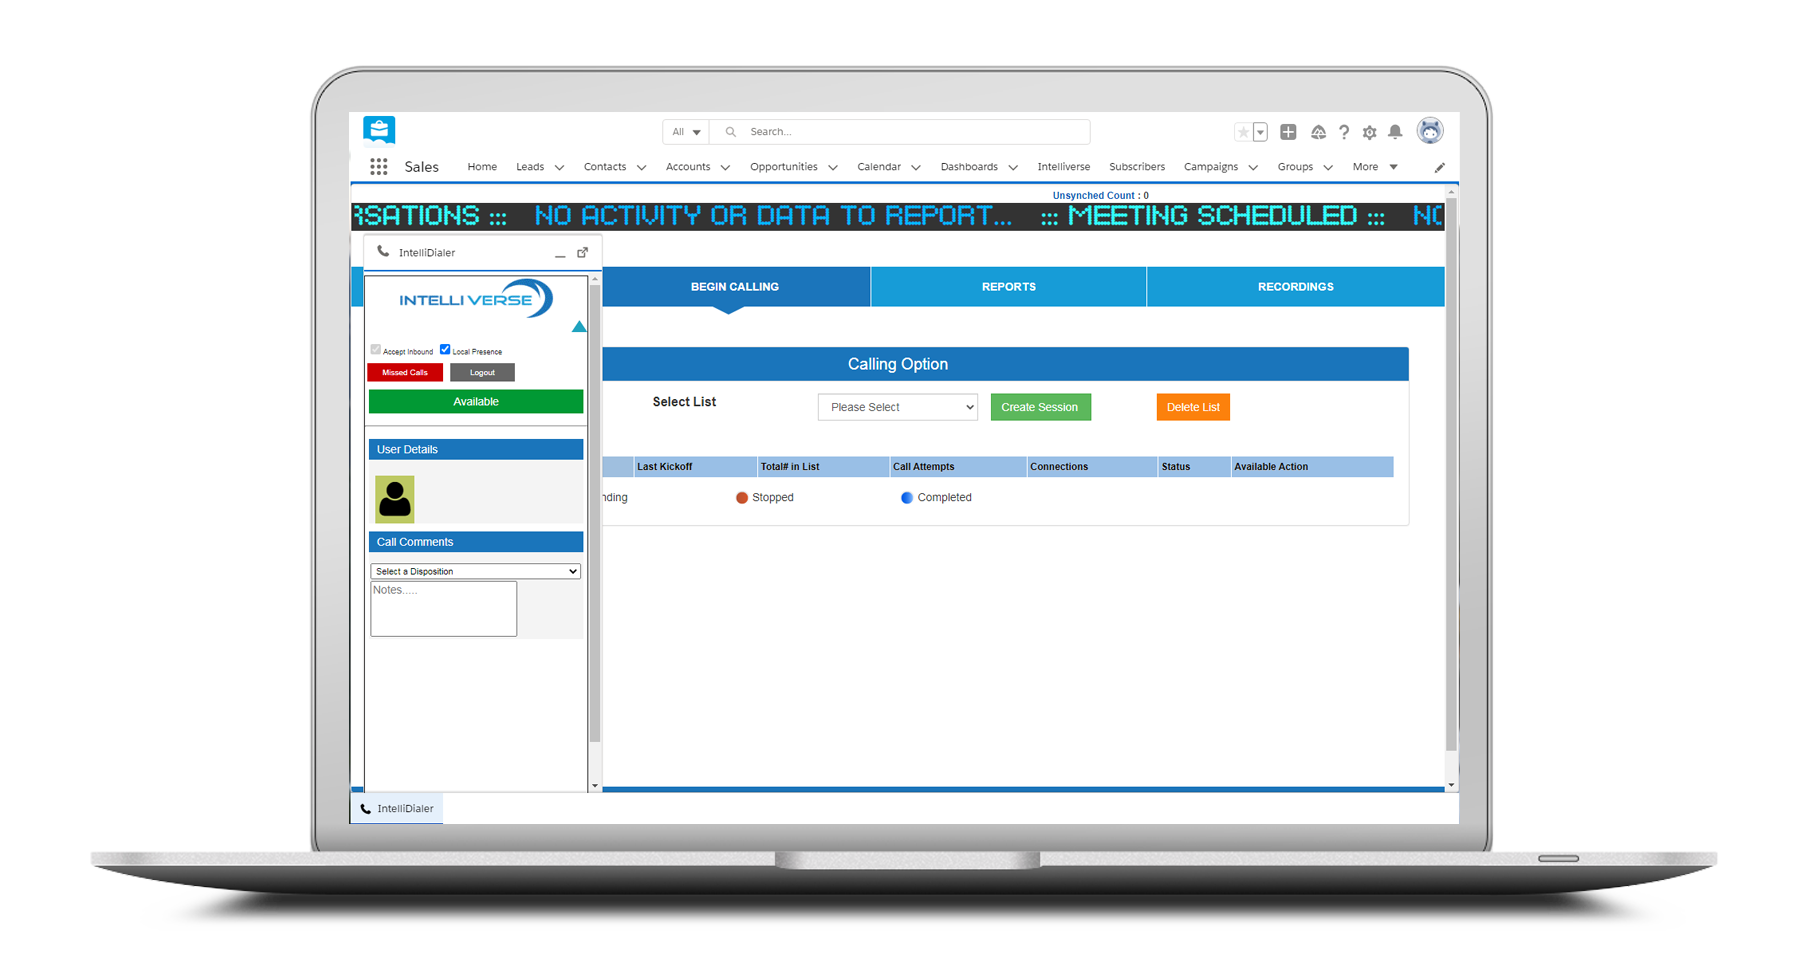 All Search...
Sales Home Leads Contacts Accounts Opportunities Calendar Dashboards Intelliverse Subscribers Campaigns Groups More
Unsynched Count : 0
RSATIONS ::: NO ACTIVITY OR DATA TO REPORT... ::: MEETING SCHEDULED ::: NO
IntelliDialer
INTELLIVERSE
Accept Inbound Local Presence
Missed Calls Logout
Available
User Details
Call Comments
Select a Disposition
Notes.....
BEGIN CALLING REPORTS RECORDINGS
Calling Option
Select List Please Select Create Session Delete List
Last Kickoff Total# in List Call Attempts Connections Status Available Action
nding Stopped Completed
IntelliDialer